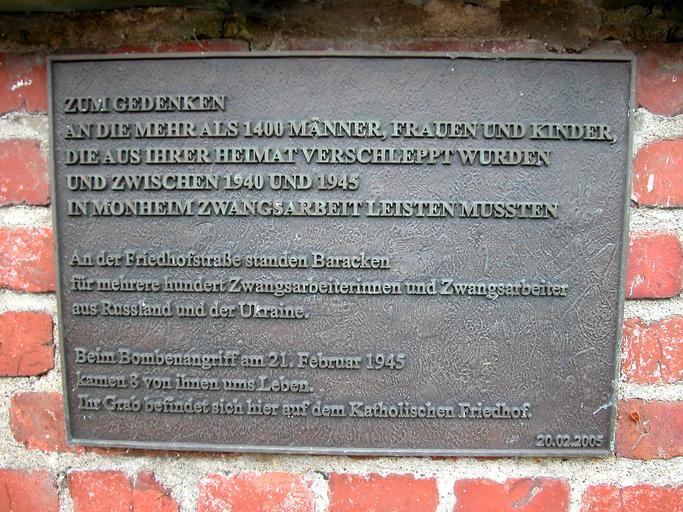 ZUM GEDENKEN
AN DIE MEHR ALS 1400 MÄNNER, FRAUEN UND KINDER,
DIE AUS IHRER HEIMAT VERSCHLEPPT WURDEN
UND ZWISCHEN 1940 UND 1945
IN MONHEIM ZWANGSARBEIT LEISTEN MUSSTEN
An der Friedhofstraße standen Baracken
für mehrere hundert Zwangsarbeiterinnen und Zwangsarbeiter
aus Russland und der Ukraine.
Beim Bombenangriff am 21. Februar 1945
kamen 8 von ihnen ums Leben.
Ihr Grab befindet sich hier auf dem Katholischen Friedhof.
20.02.2005